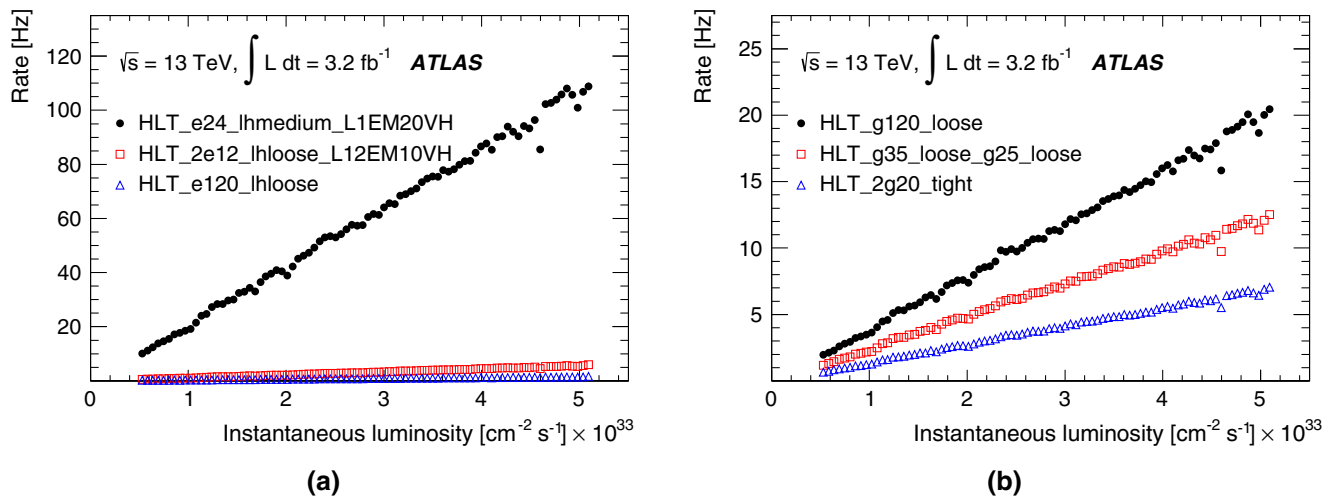 Rate [Hz]
120
100
80
60
40
20
√s = 13 TeV, ∫ L dt = 3.2 fb⁻¹ ATLAS
HLT_e24_lhmedium_L1EM20VH
HLT_2e12_lhloose_L12EM10VH
HLT_e120_lhloose
0 1 2 3 4 5
Instantaneous luminosity [cm⁻² s⁻¹] × 10³³
(a)
Rate [Hz]
25
20
15
10
5
√s = 13 TeV, ∫ L dt = 3.2 fb⁻¹ ATLAS
HLT_g120_loose
HLT_g35_loose_g25_loose
HLT_2g20_tight
0 1 2 3 4 5
Instantaneous luminosity [cm⁻² s⁻¹] × 10³³
(b)